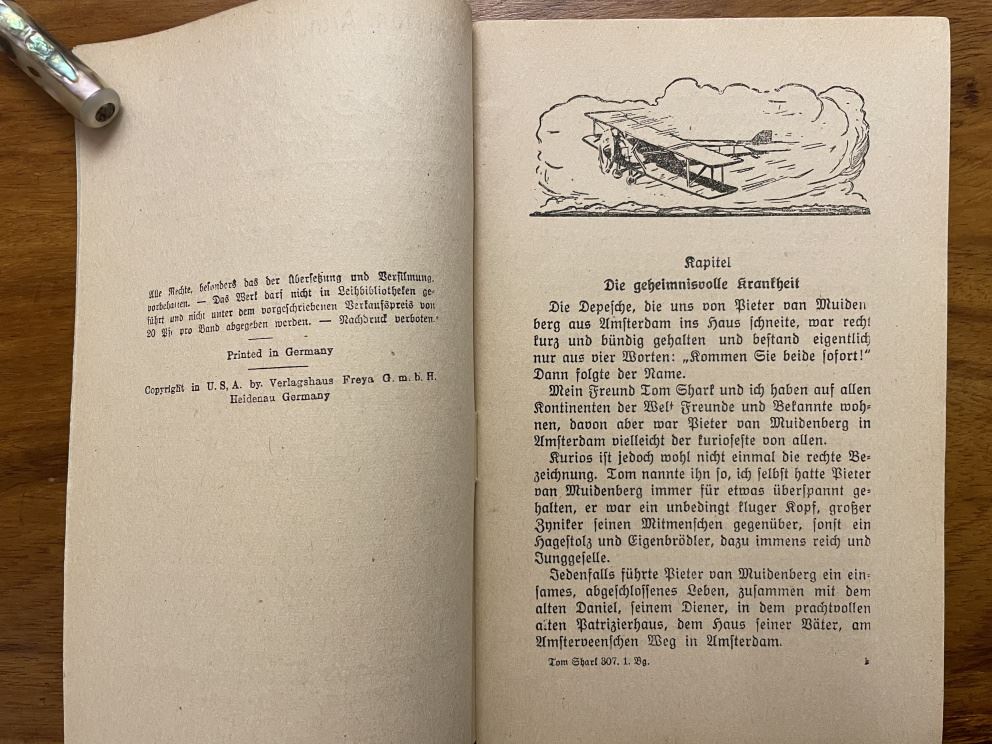 Alle Rechte, besonders das der Übersetzung und Verfilmung,
vorbehalten. — Das Werk darf nicht in Leihbibliotheken ge-
führt und nicht unter dem vorgeschriebenen Verkaufspreis von
20 Pf. pro Band abgegeben werden. — Nachdruck verboten.
Printed in Germany
Copyright in U. S, A. by. Verlagshaus Freya G. m. b. H.
Heidenau Germany
Kapitel
Die geheimnisvolle Krankheit
Die Depesche, die uns von Pieter van Muiden
berg aus Amsterdam ins Haus schneite, war recht
kurz und bündig gehalten und bestand eigentlich
nur aus vier Worten: „Kommen Sie beide sofort!"
Dann folgte der Name.
Mein Freund Tom Shark und ich haben auf allen
Kontinenten der Welt Freunde und Bekannte woh-
nen, davon aber war Pieter van Muidenberg in
Amsterdam vielleicht der kurioseste von allen.
Kurios ist jedoch wohl nicht einmal die rechte Be-
zeichnung. Tom nannte ihn so, ich selbst hatte Pieter
van Muidenberg immer für etwas überspannt ge-
halten, er war ein unbedingt kluger Kopf, großer
Zyniker seinen Mitmenschen gegenüber, sonst ein
Hagestolz und Eigenbrödler, dazu immens reich und
Junggeselle.
Jedenfalls führte Pieter van Muidenberg ein ein-
sames, abgeschlossenes Leben, zusammen mit dem
alten Daniel, seinem Diener, in dem prachtvollen
alten Patrizierhaus, dem Haus seiner Väter, am
Amsterveenschen Weg in Amsterdam.
Tom Shark 307. 1. Bg.